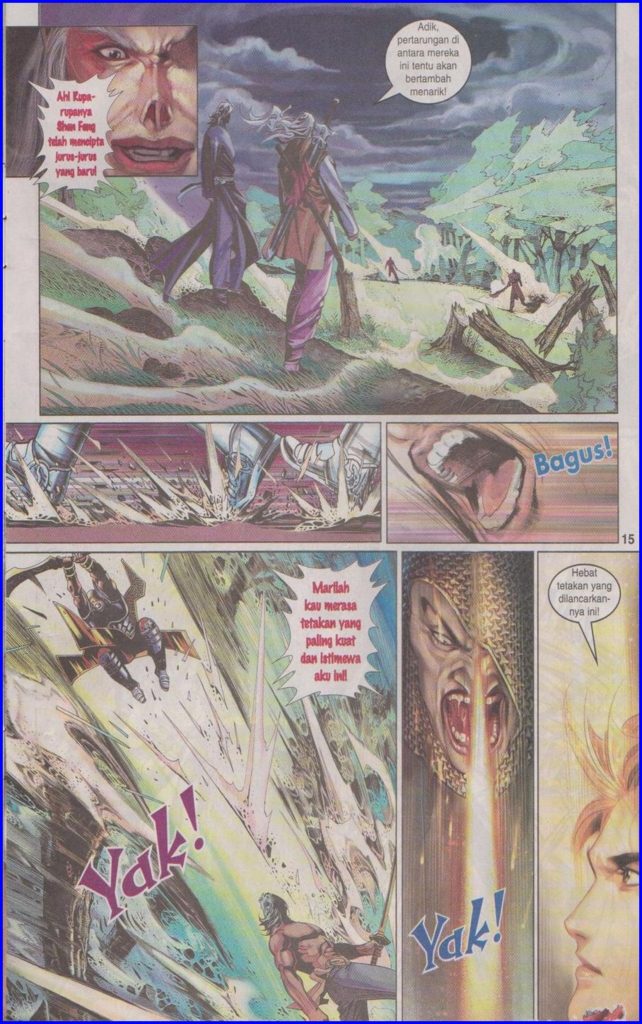 Ah! Rupa-
rupanya
Shen Feng
telah mencipta
jurus-jurus
yang baru!
Adik,
pertarungan di
antara mereka
ini tentu akan
bertambah
menarik!
Bagus!
15
Marilah
kau merasa
tetakan yang
paling kuat
dan istimewa
aku ini!
Yak!
Yak!
Hebat
tetakan yang
dilancarkan-
nya ini!